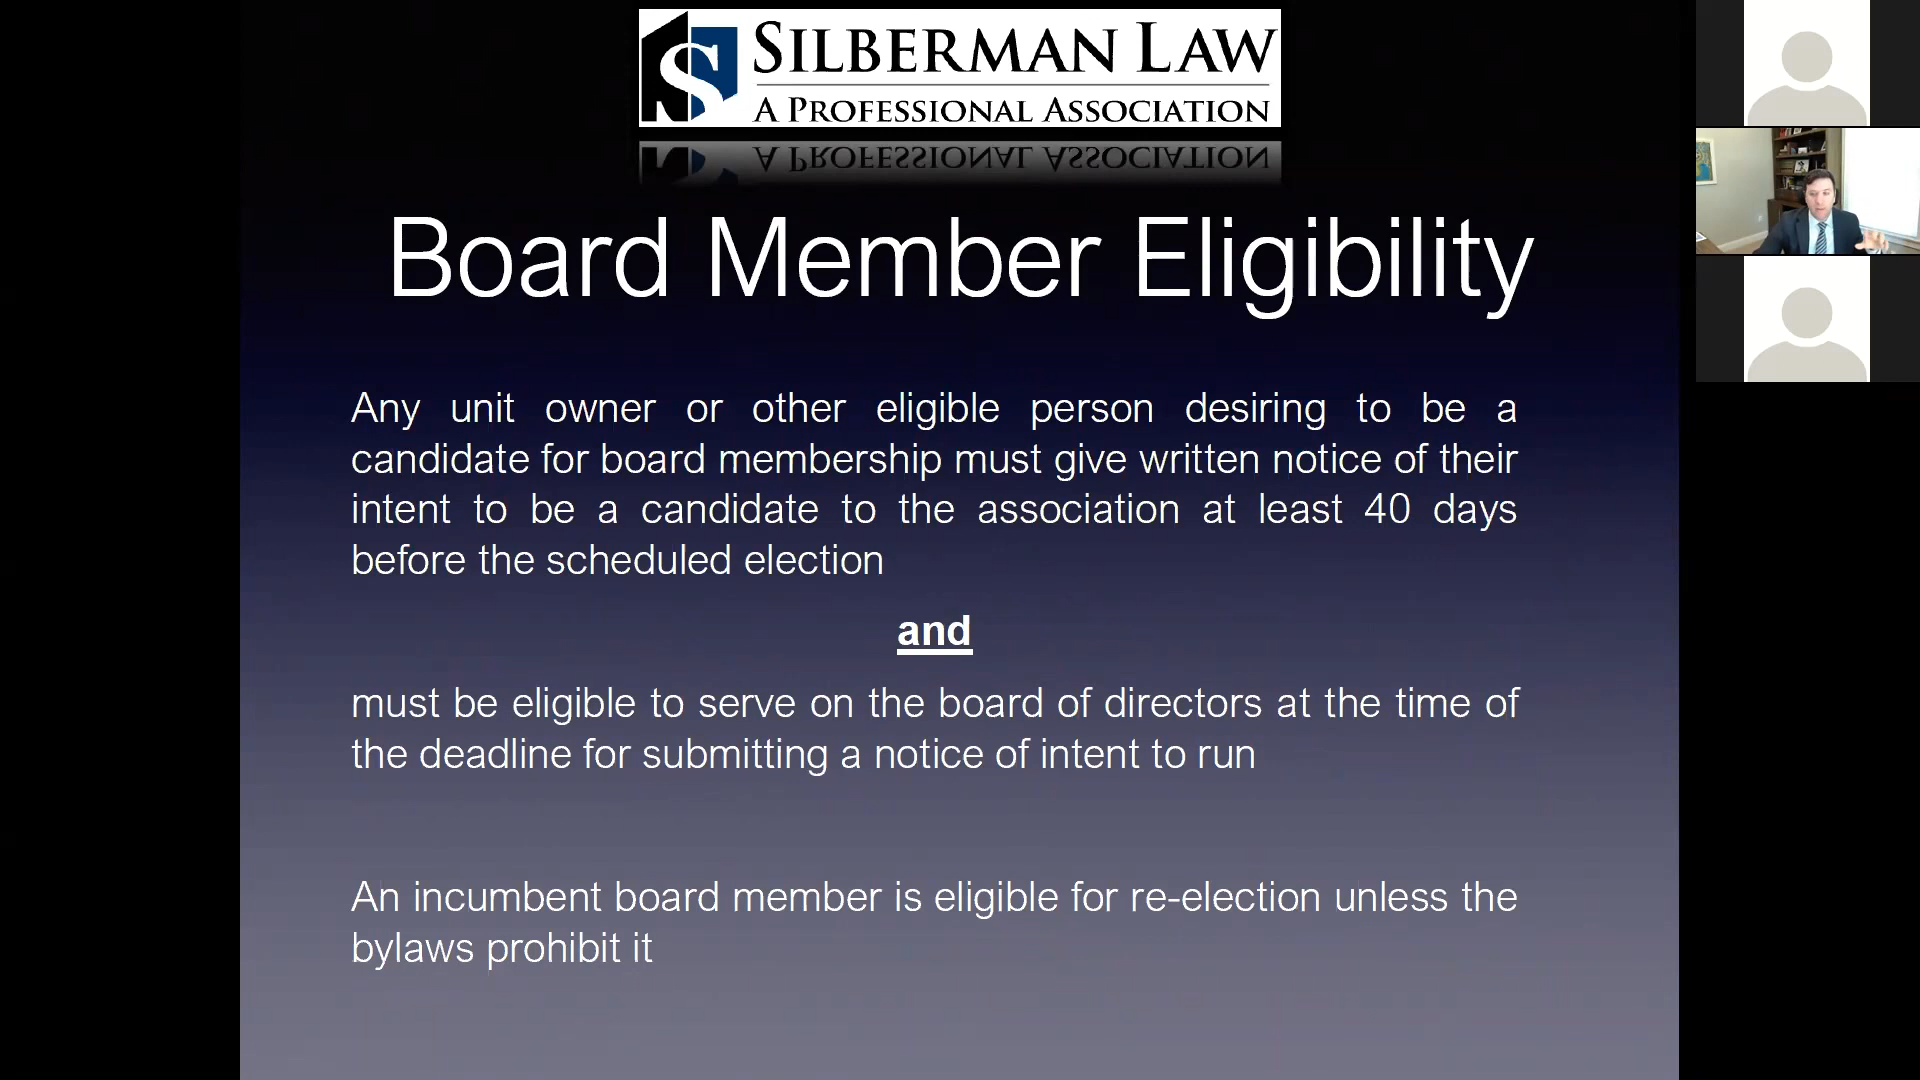 SILBERMAN LAW
A PROFESSIONAL ASSOCIATION
Board Member Eligibility
Any unit owner or other eligible person desiring to be a
candidate for board membership must give written notice of their
intent to be a candidate to the association at least 40 days
before the scheduled election
and
must be eligible to serve on the board of directors at the time of
the deadline for submitting a notice of intent to run
An incumbent board member is eligible for re-election unless the
bylaws prohibit it